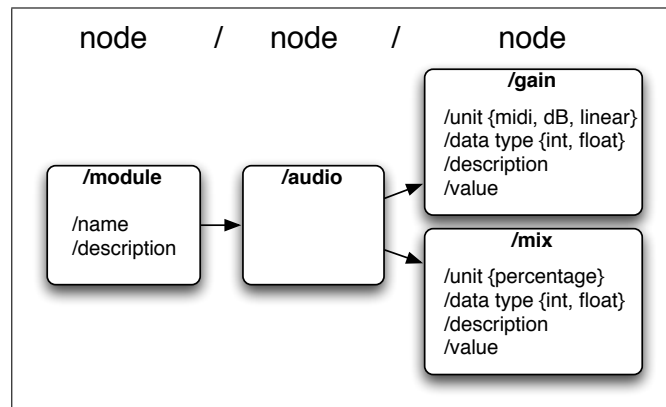 node / node / node
/module
/name
/description
/audio
/gain
/unit {midi, dB, linear}
/data type {int, float}
/description
/value
/mix
/unit {percentage}
/data type {int, float}
/description
/value